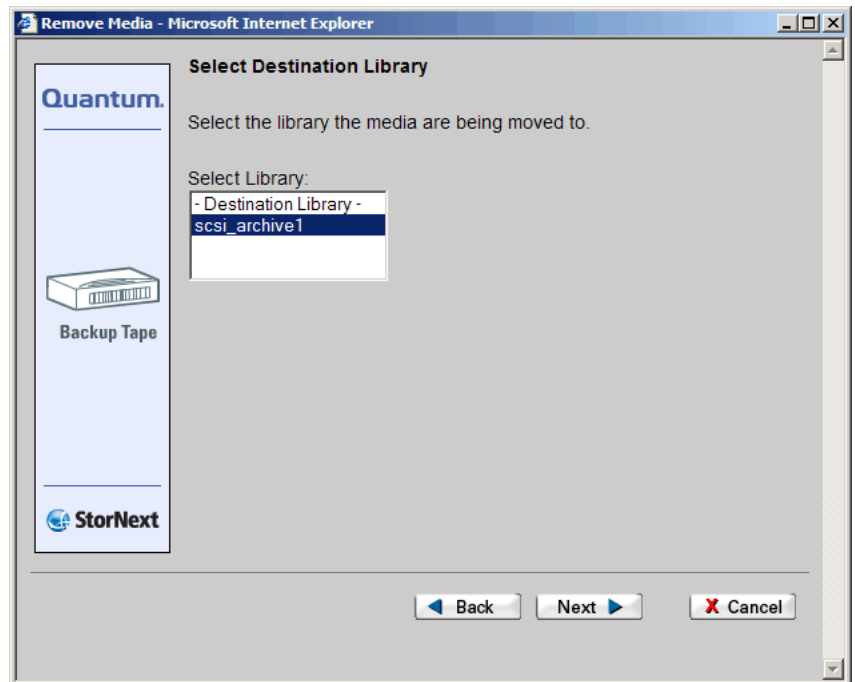 Remove Media - Microsoft Internet Explorer
Select Destination Library
Quantum.
Select the library the media are being moved to.
Select Library:
- Destination Library -
scsi_archive1
Backup Tape
StorNext
Back
Next
X Cancel